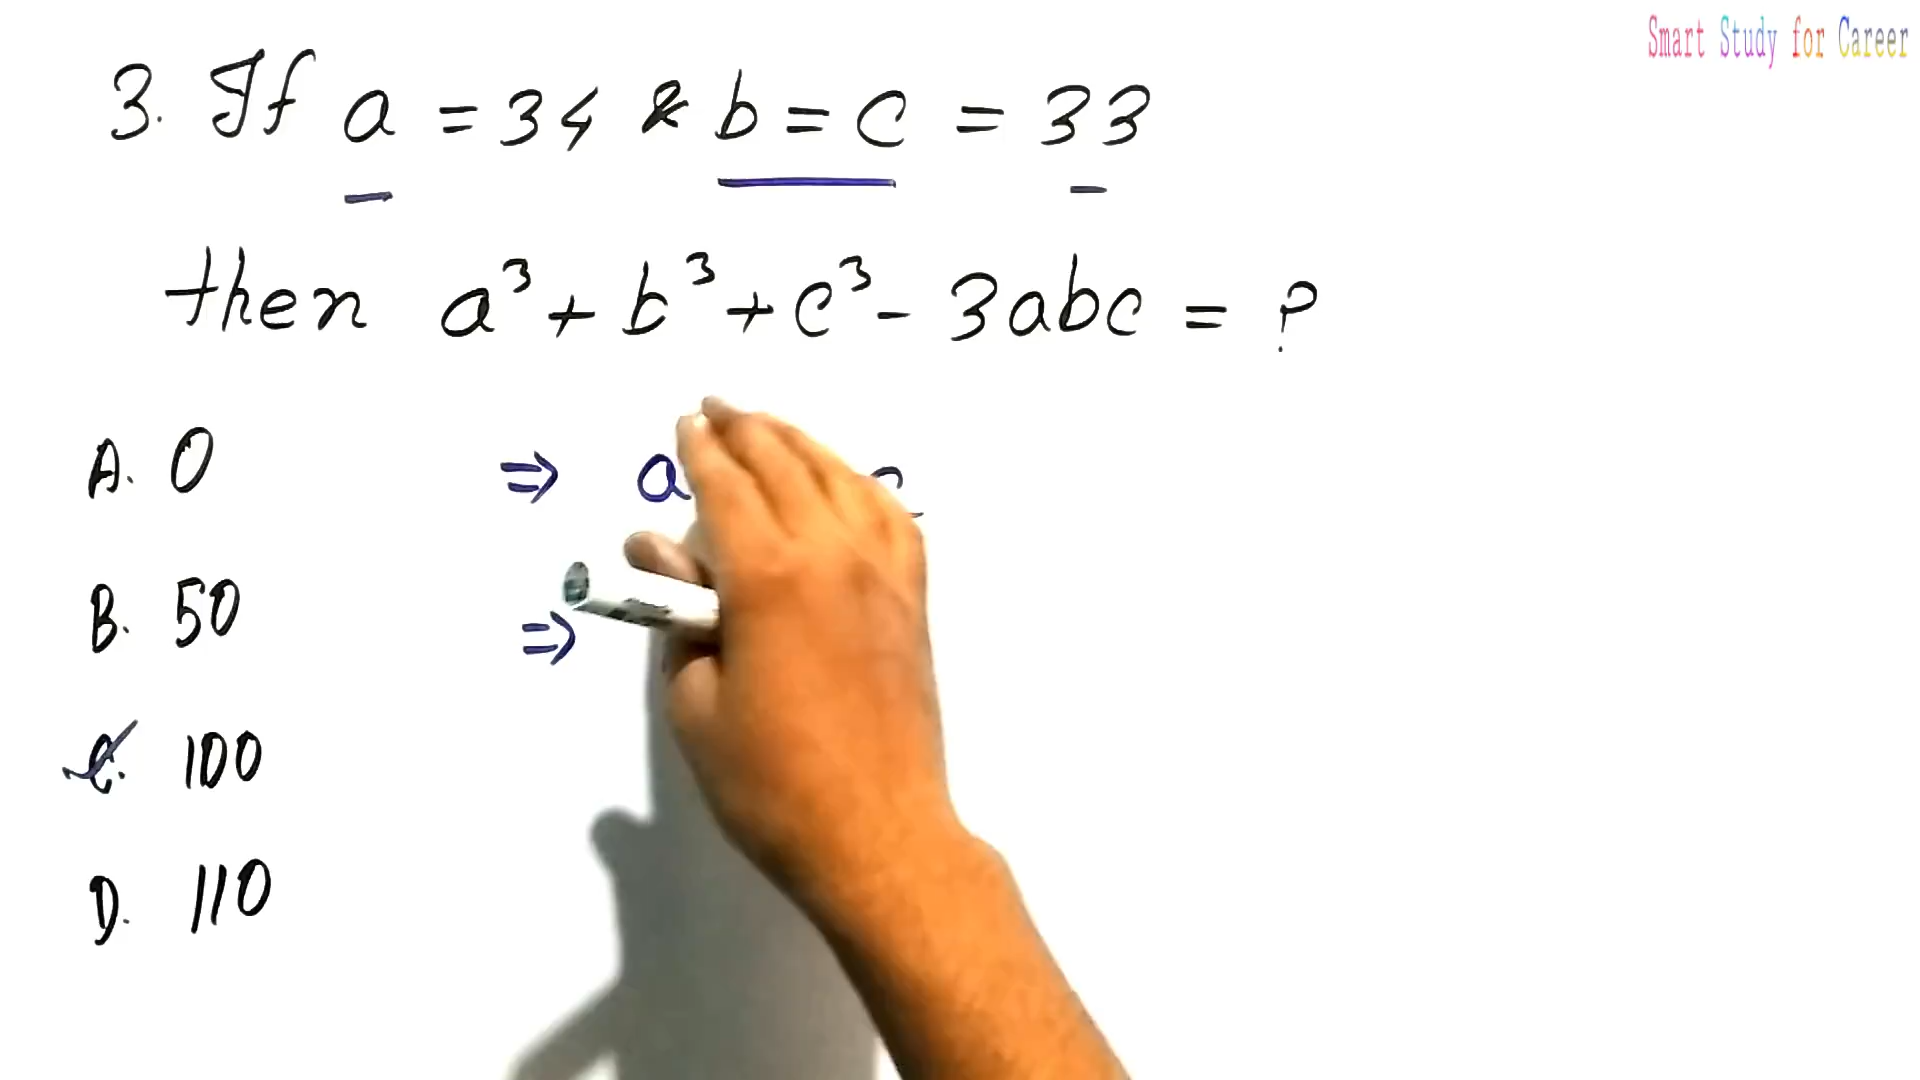 Smart Study for Career
3. If a = 34 & b = c = 33
then a³ + b³ + c³ - 3abc = ?
A. 0
⇒ a
B. 50
⇒
C. 100
D. 110